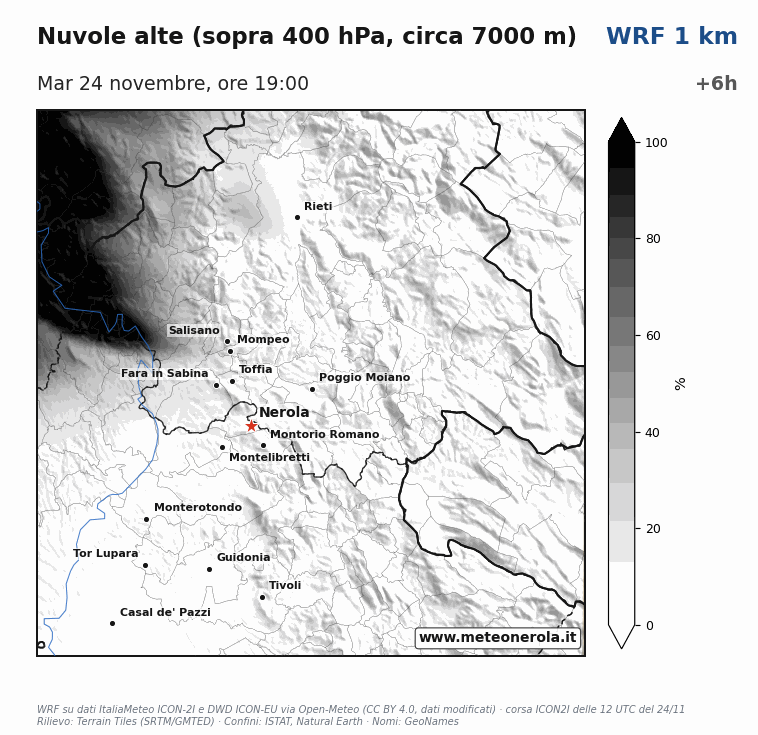 Nuvole alte (sopra 400 hPa, circa 7000 m) WRF 1 km
Mar 24 novembre, ore 19:00 +6h
100
80
60
40
20
0
%
Rieti
Salisano
Mompeo
Toffia
Fara in Sabina
Poggio Moiano
Nerola
Montorio Romano
Montelibretti
Monterotondo
Tor Lupara
Guidonia
Tivoli
Casal de' Pazzi
www.meteonerola.it
WRF su dati ItaliaMeteo ICON-2I e DWD ICON-EU via Open-Meteo (CC BY 4.0, dati modificati) · corsa ICON2I delle 12 UTC del 24/11
Rilievo: Terrain Tiles (SRTM/GMTED) · Confini: ISTAT, Natural Earth · Nomi: GeoNames